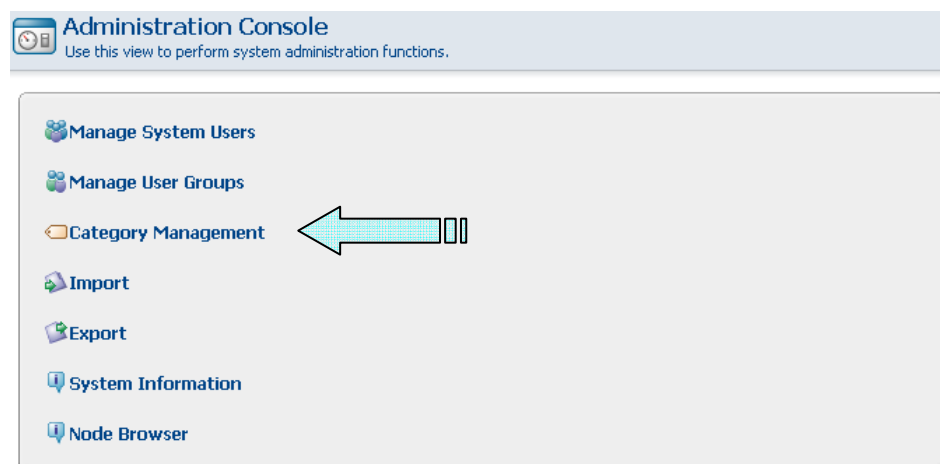 Administration Console
Use this view to perform system administration functions.
Manage System Users
Manage User Groups
Category Management
Import
Export
System Information
Node Browser